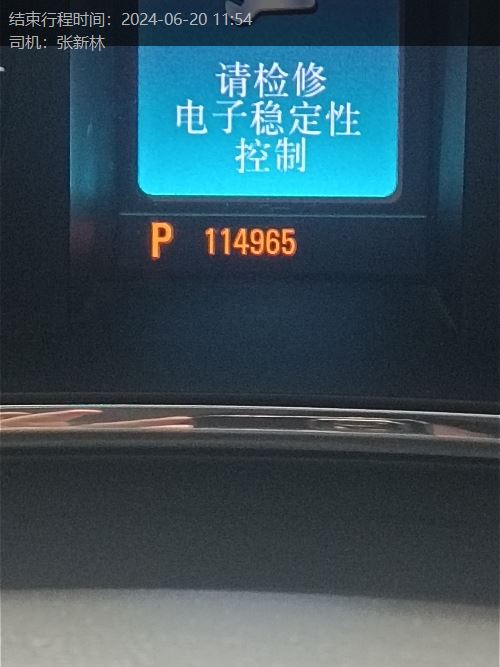 结束行程时间：2024-06-20 11:54
司机：张新林
请检修
电子稳定性
控制
P 114965